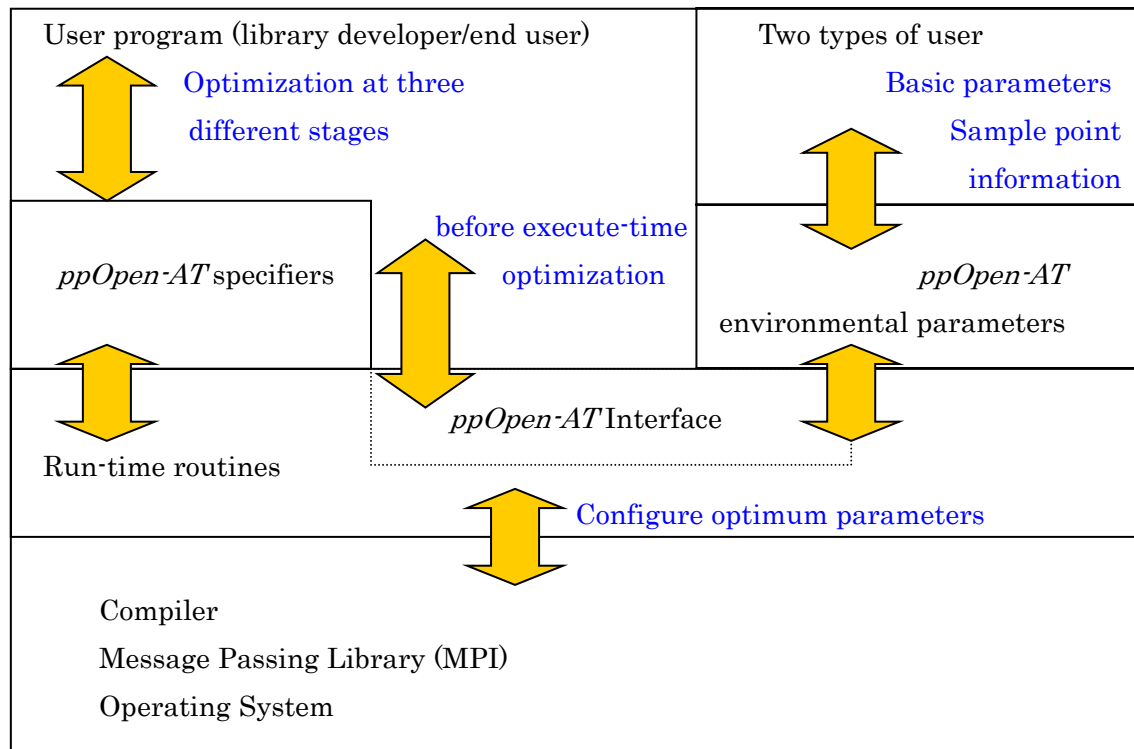 User program (library developer/end user)
Optimization at three
different stages
Two types of user
Basic parameters
Sample point
information
before execute-time
optimization
ppOpen-AT specifiers
ppOpen-AT
environmental parameters
ppOpen-AT Interface
Run-time routines
Configure optimum parameters
Compiler
Message Passing Library (MPI)
Operating System